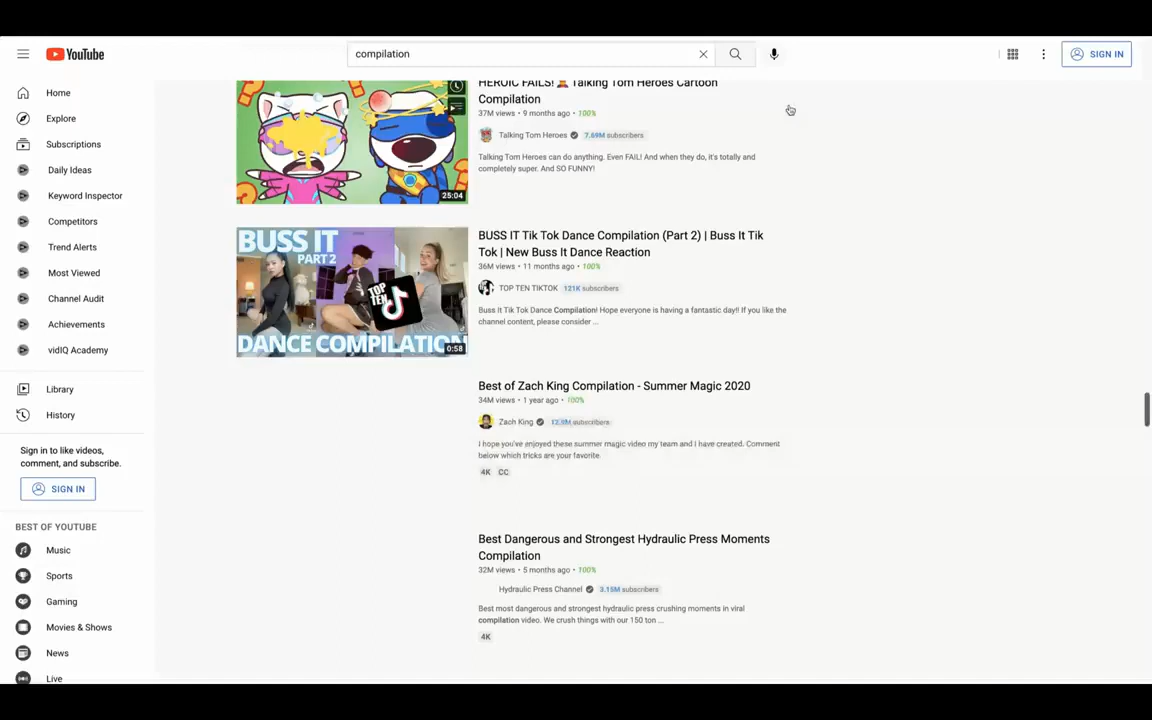 YouTube
compilation
SIGN IN
Home
Explore
Subscriptions
Daily Ideas
Keyword Inspector
Competitors
Trend Alerts
Most Viewed
Channel Audit
Achievements
vidIQ Academy
Library
History
Sign in to like videos,
comment, and subscribe.
SIGN IN
BEST OF YOUTUBE
Music
Sports
Gaming
Movies & Shows
News
Live
HEROIC FAILS! Talking Tom Heroes Cartoon
Compilation
37M views • 9 months ago • 100%
Talking Tom Heroes 7.69M subscribers
Talking Tom Heroes can do anything. Even FAIL! And when they do, it's totally and
completely super. And SO FUNNY!
25:04
BUSS IT
PART 2
TOP
TEN
DANCE COMPILATION
0:58
BUSS IT Tik Tok Dance Compilation (Part 2) | Buss It Tik
Tok | New Buss It Dance Reaction
36M views • 11 months ago • 100%
TOP TEN TIKTOK 121K subscribers
Buss It Tik Tok Dance Compilation! Hope everyone is having a fantastic day!! If you like the
channel content, please consider ...
Best of Zach King Compilation - Summer Magic 2020
34M views • 1 year ago • 100%
Zach King subscribers
I hope you've enjoyed these summer magic video my team and I have created. Comment
below which tricks are your favorite.
4K CC
Best Dangerous and Strongest Hydraulic Press Moments
Compilation
32M views • 5 months ago • 100%
Hydraulic Press Channel 3.15M subscribers
Best most dangerous and strongest hydraulic press crushing moments in viral
compilation video. We crush things with our 150 ton ...
4K